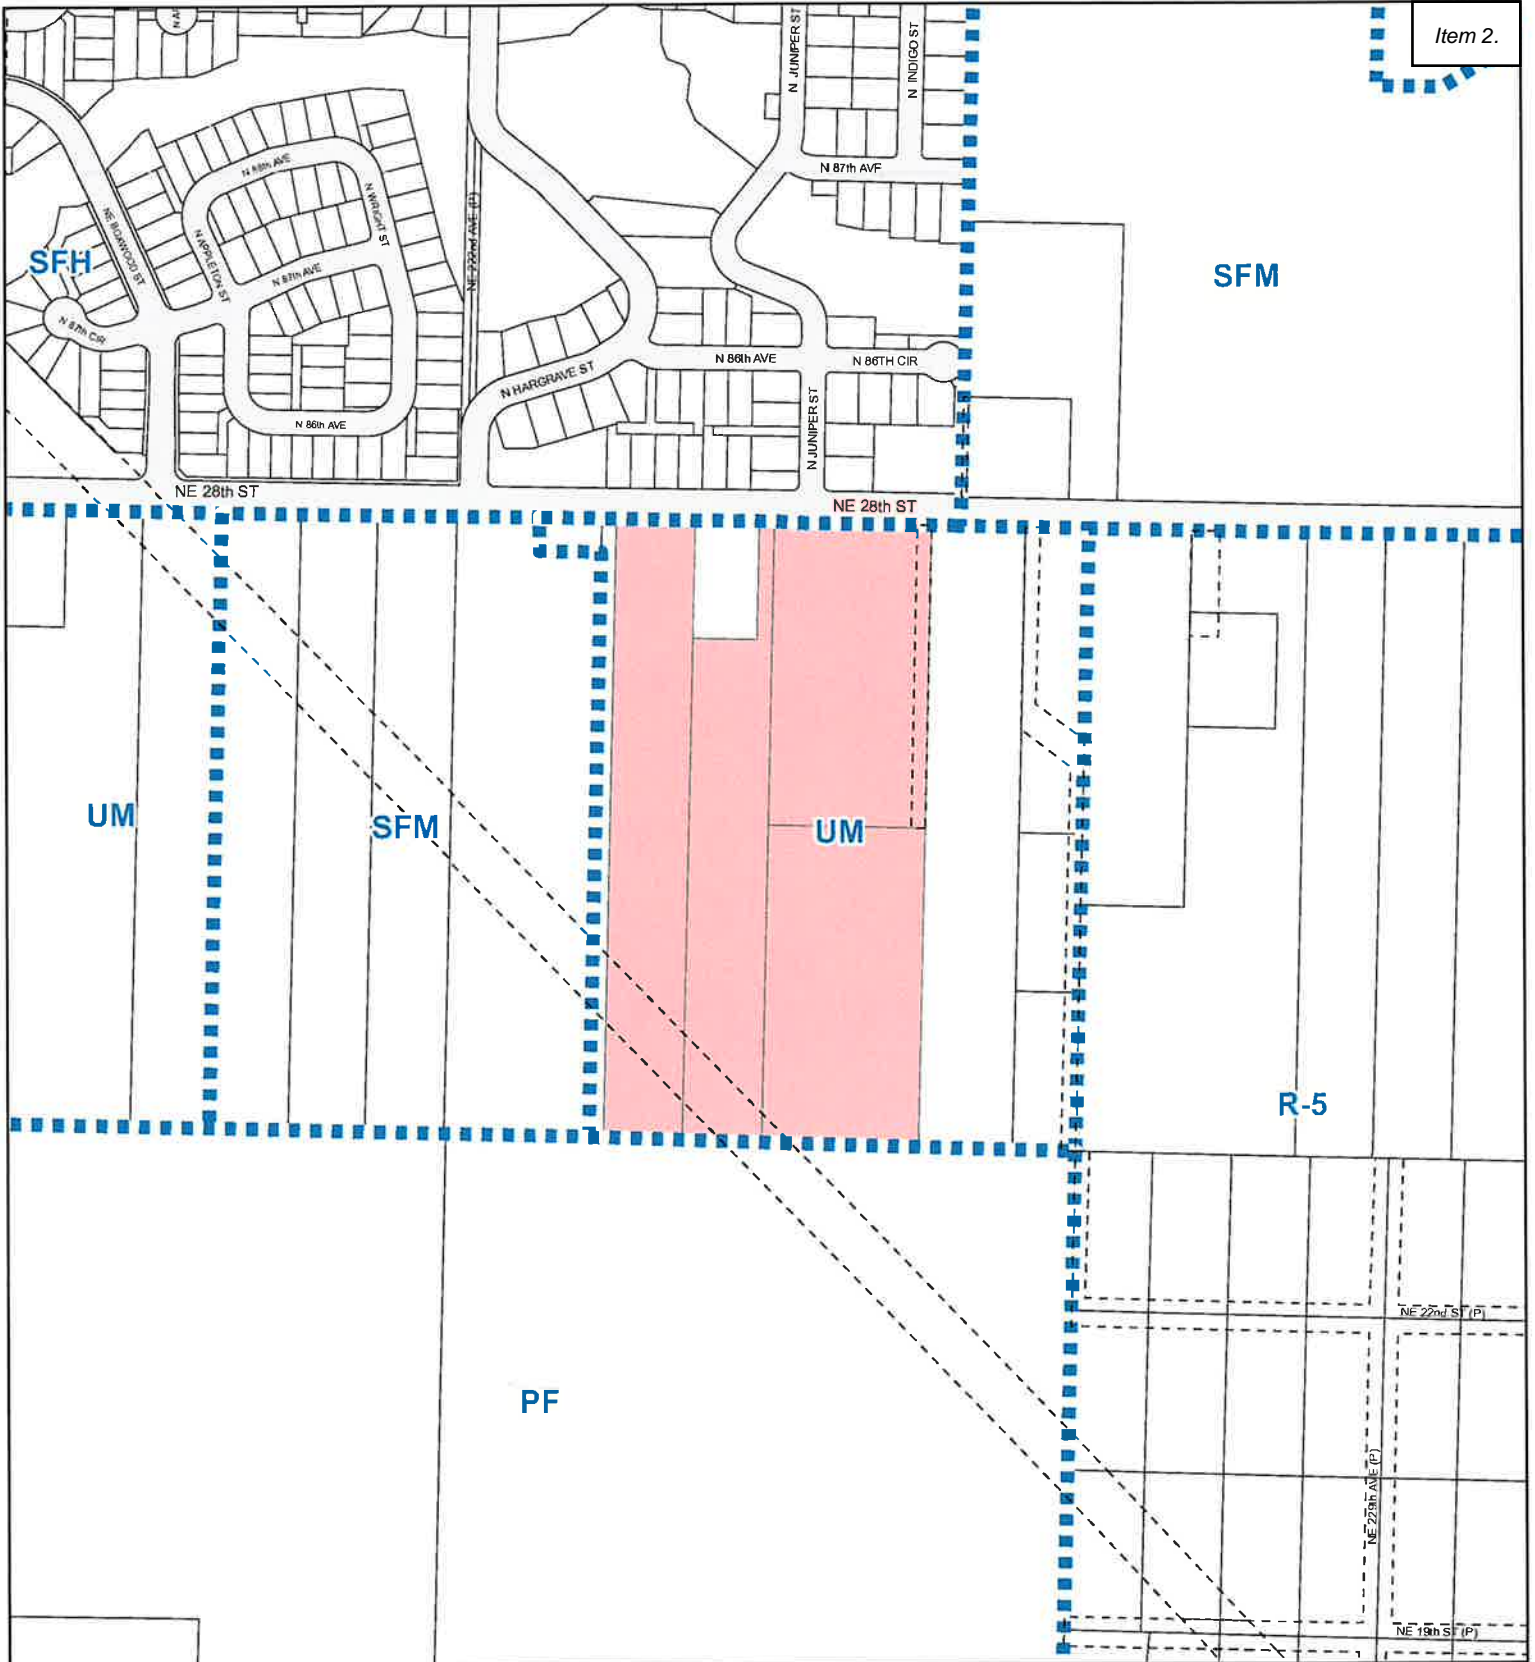 Item 2.
N JUNIPER ST
N INDIGO ST
N 88th AVE
N 87th AVE
N WRIGHT ST
NE BOXWOOD ST
N APPLETON ST
NE 222nd AVE (P)
SFH
SFM
N 87th AVE
N 87th CIR
N 86th AVE
N 86TH CIR
N HARGRAVE ST
N JUNIPER ST
N 86th AVE
NE 28th ST
NE 28th ST
UM
SFM
UM
R-5
NE 22nd ST (P)
PF
NE 229th AVE (P)
NE 19th ST (P)